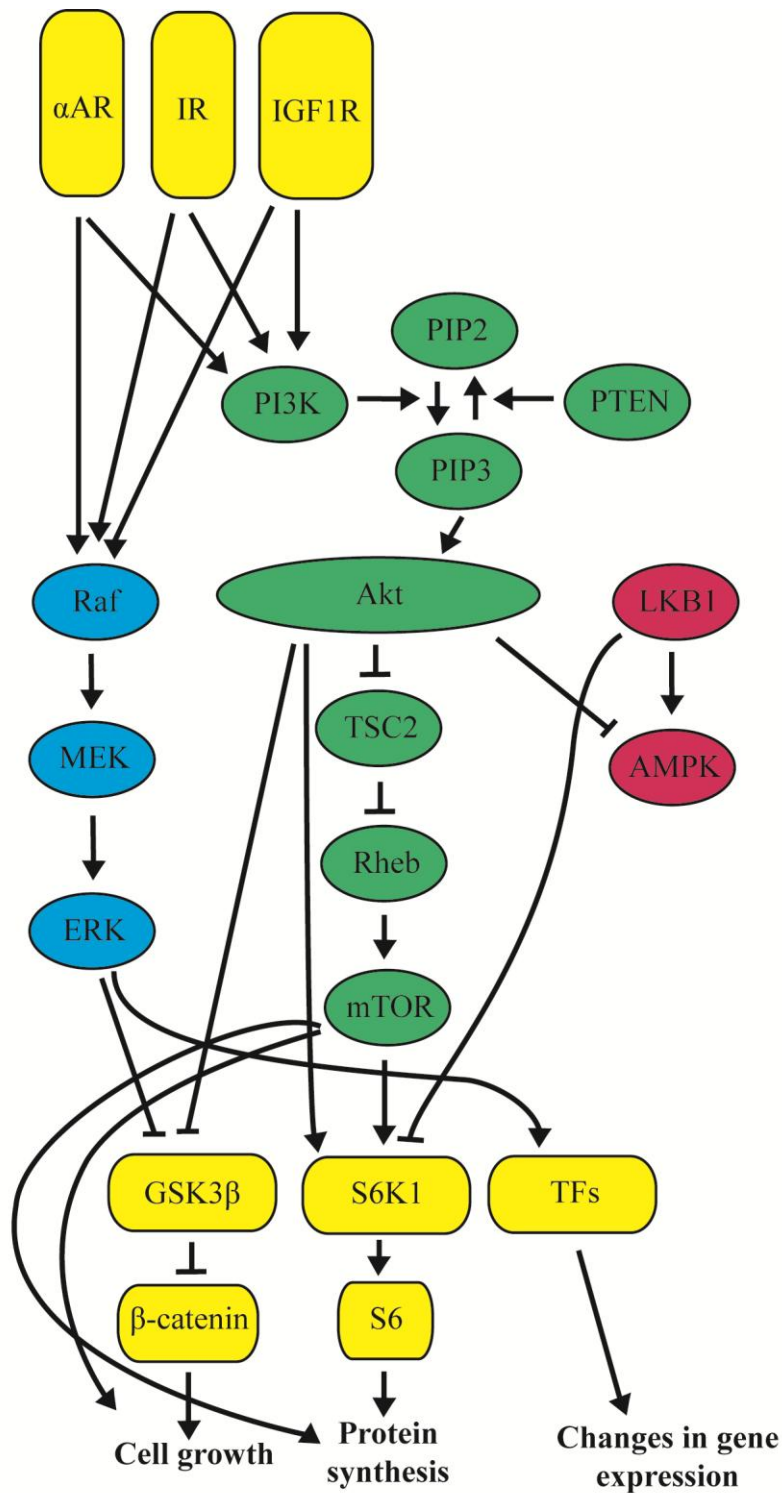 αAR
IR
IGF1R
PIP2
PI3K
PTEN
PIP3
Raf
Akt
LKB1
MEK
TSC2
AMPK
Rheb
ERK
mTOR
GSK3β
S6K1
TFs
β-catenin
S6
Cell growth
Protein
synthesis
Changes in gene
expression